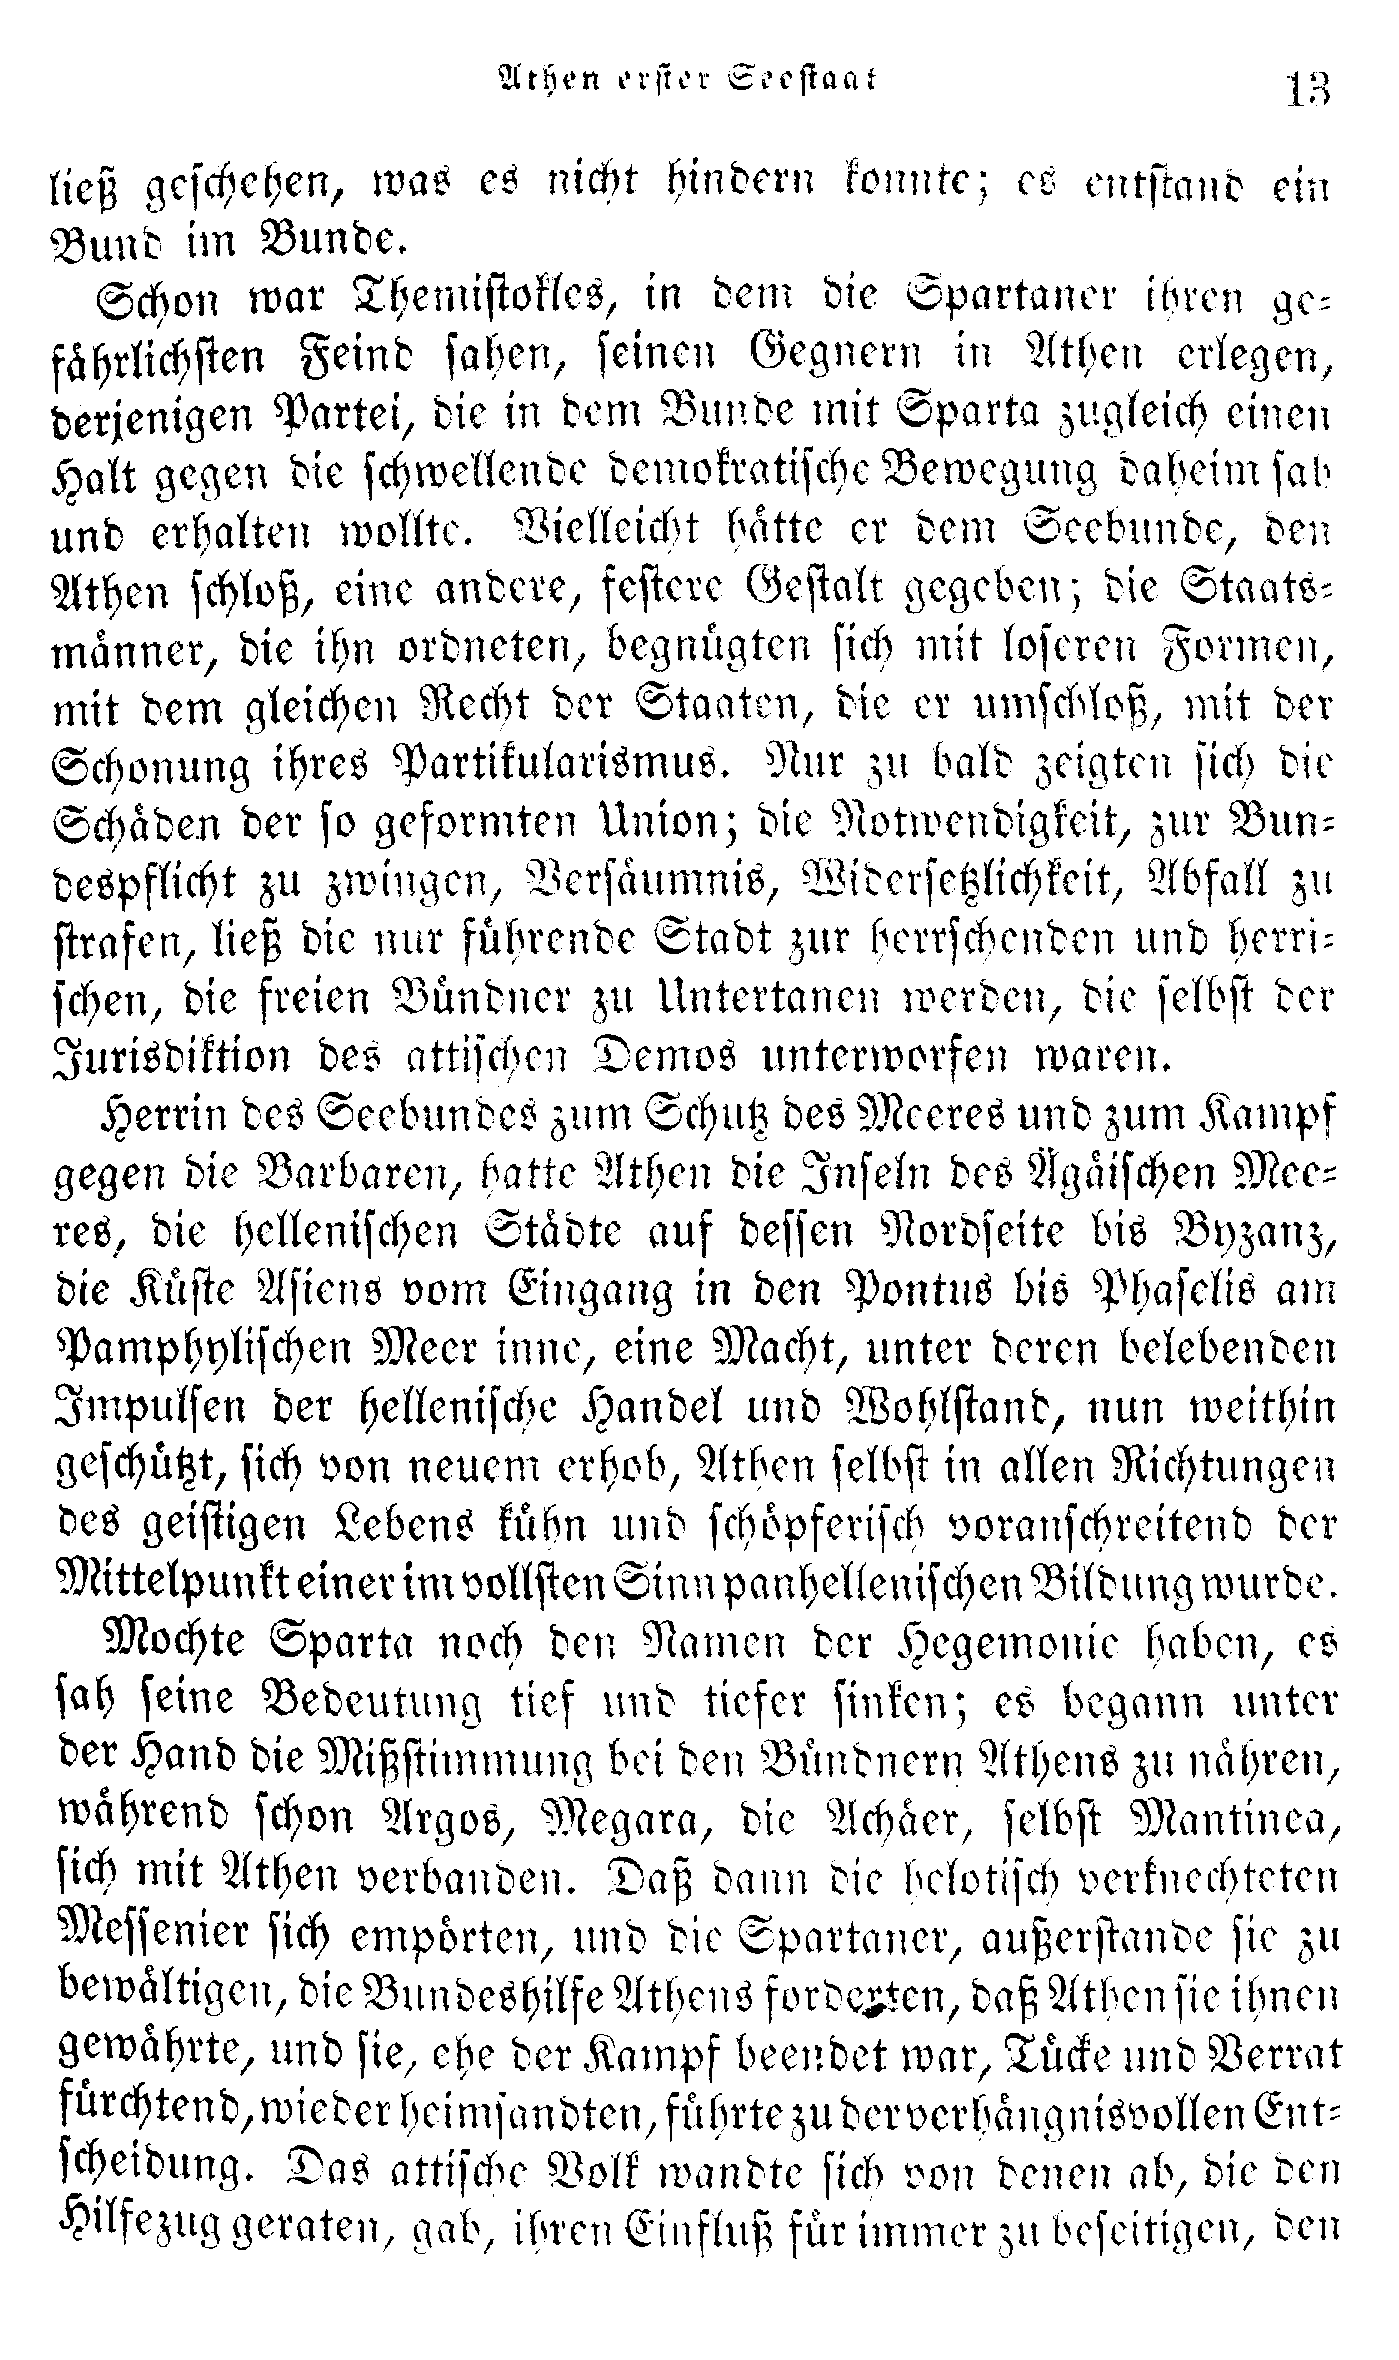 Athen erster Seestaat
13
ließ geschehen, was es nicht hindern konnte; es entstand ein
Bund im Bunde.
Schon war Themistokles, in dem die Spartaner ihren ge-
fährlichsten Feind sahen, seinen Gegnern in Athen erlegen,
derjenigen Partei, die in dem Bunde mit Sparta zugleich einen
Halt gegen die schwellende demokratische Bewegung daheim sah
und erhalten wollte. Vielleicht hätte er dem Seebunde, den
Athen schloß, eine andere, festere Gestalt gegeben; die Staats-
männer, die ihn ordneten, begnügten sich mit loseren Formen,
mit dem gleichen Recht der Staaten, die er umschloß, mit der
Schonung ihres Partikularismus. Nur zu bald zeigten sich die
Schäden der so geformten Union; die Notwendigkeit, zur Bun-
despflicht zu zwingen, Versäumnis, Widersetzlichkeit, Abfall zu
strafen, ließ die nur führende Stadt zur herrschenden und herri-
schen, die freien Bündner zu Untertanen werden, die selbst der
Jurisdiktion des attischen Demos unterworfen waren.
Herrin des Seebundes zum Schutz des Meeres und zum Kampf
gegen die Barbaren, hatte Athen die Inseln des Ägäischen Mee-
res, die hellenischen Städte auf dessen Nordseite bis Byzanz,
die Küste Asiens vom Eingang in den Pontus bis Phaselis am
Pamphylischen Meer inne, eine Macht, unter deren belebenden
Impulsen der hellenische Handel und Wohlstand, nun weithin
geschützt, sich von neuem erhob, Athen selbst in allen Richtungen
des geistigen Lebens kühn und schöpferisch voranschreitend der
Mittelpunkt einer im vollsten Sinn panhellenischen Bildung wurde.
Mochte Sparta noch den Namen der Hegemonie haben, es
sah seine Bedeutung tief und tiefer sinken; es begann unter
der Hand die Mißstimmung bei den Bündnern Athens zu nähren,
während schon Argos, Megara, die Achäer, selbst Mantinea,
sich mit Athen verbanden. Daß dann die helotisch verknechteten
Messenier sich empörten, und die Spartaner, außerstande sie zu
bewältigen, die Bundeshilfe Athens forderten, daß Athen sie ihnen
gewährte, und sie, ehe der Kampf beendet war, Tücke und Verrat
fürchtend, wieder heimsandten, führte zu der verhängnisvollen Ent-
scheidung. Das attische Volk wandte sich von denen ab, die den
Hilfezug geraten, gab, ihren Einfluß für immer zu beseitigen, den